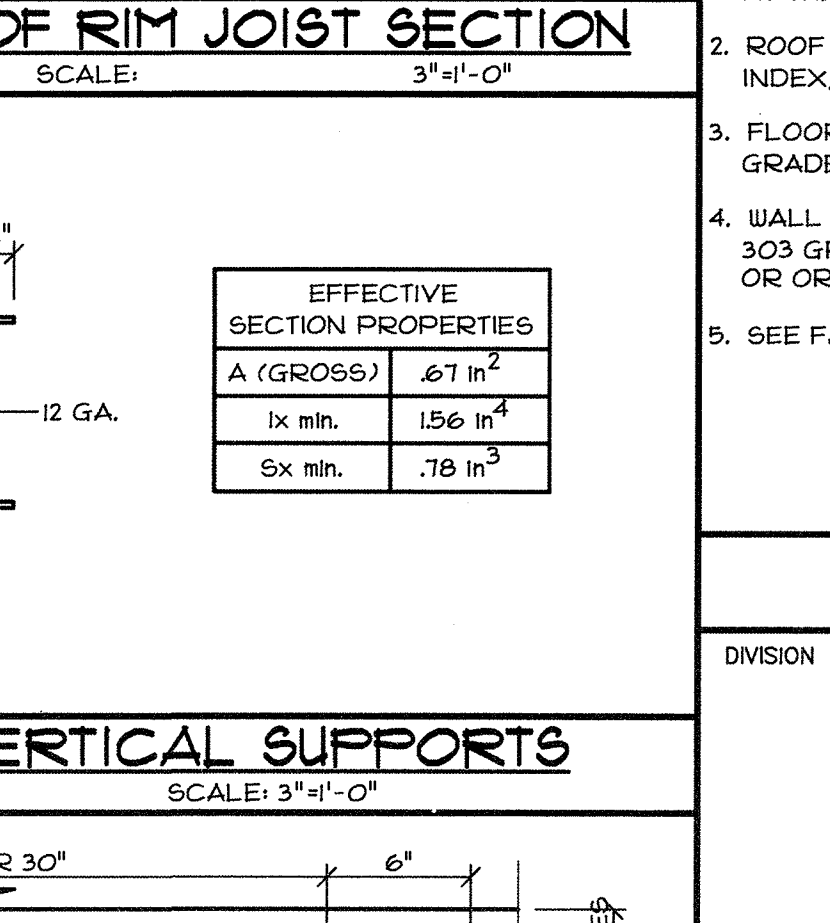 OF RIM JOIST SECTION
SCALE: 3"=1'-0"
"
12 GA.
EFFECTIVE
SECTION PROPERTIES
A (GROSS) .67 in2
Ix min. 1.56 in4
Sx min. .78 in3
VERTICAL SUPPORTS
SCALE: 3"=1'-0"
30"
6"
2. ROOF
INDEX,
3. FLOOR
GRADE
4. WALL
303 GR
OR OR
5. SEE F.
DIVISION